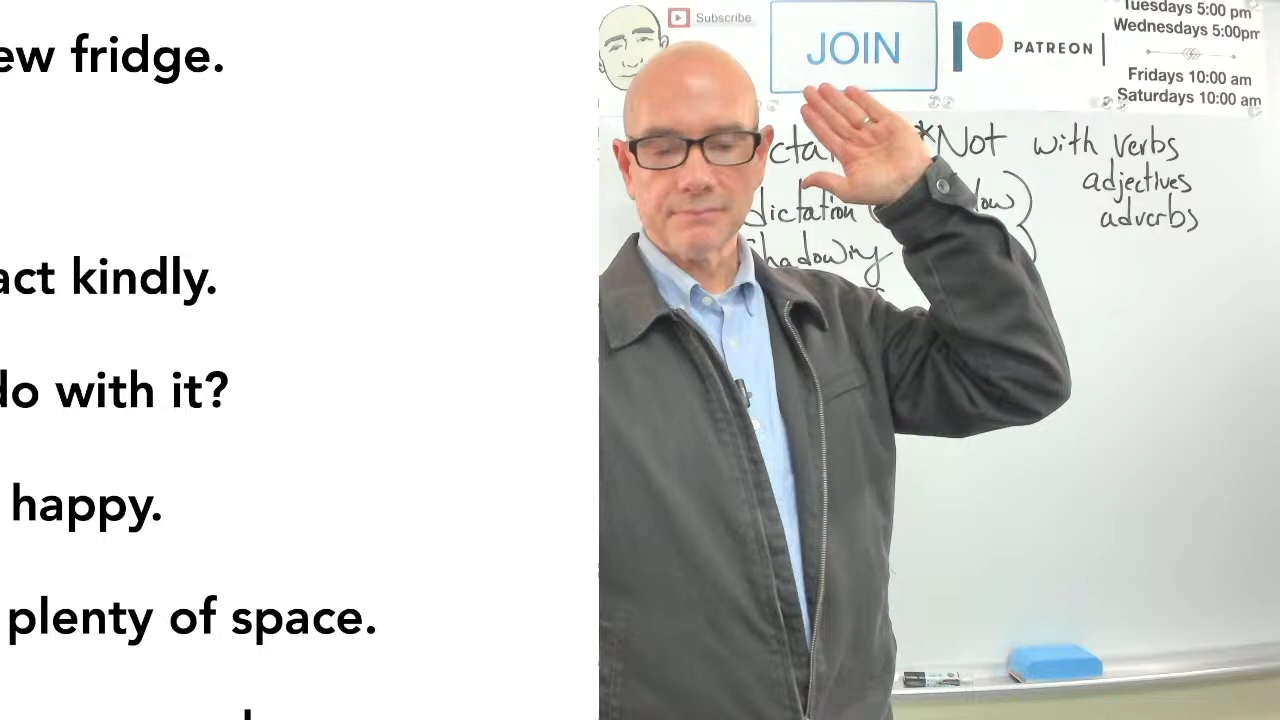 ew fridge.
act kindly.
do with it?
happy.
plenty of space.
Subscribe
JOIN
PATREON
Tuesdays 5:00 pm
Wednesdays 5:00pm
Fridays 10:00 am
Saturdays 10:00 am
*Not with verbs
adjectives
adverbs
dictation